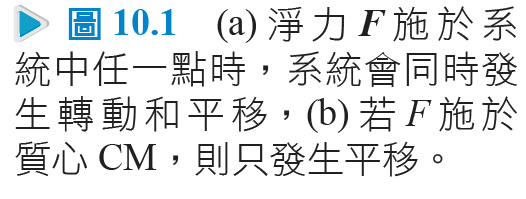 圖 10.1 (a) 淨力 F 施於系
統中任一點時，系統會同時發
生轉動和平移，(b) 若 F 施於
質心 CM，則只發生平移。